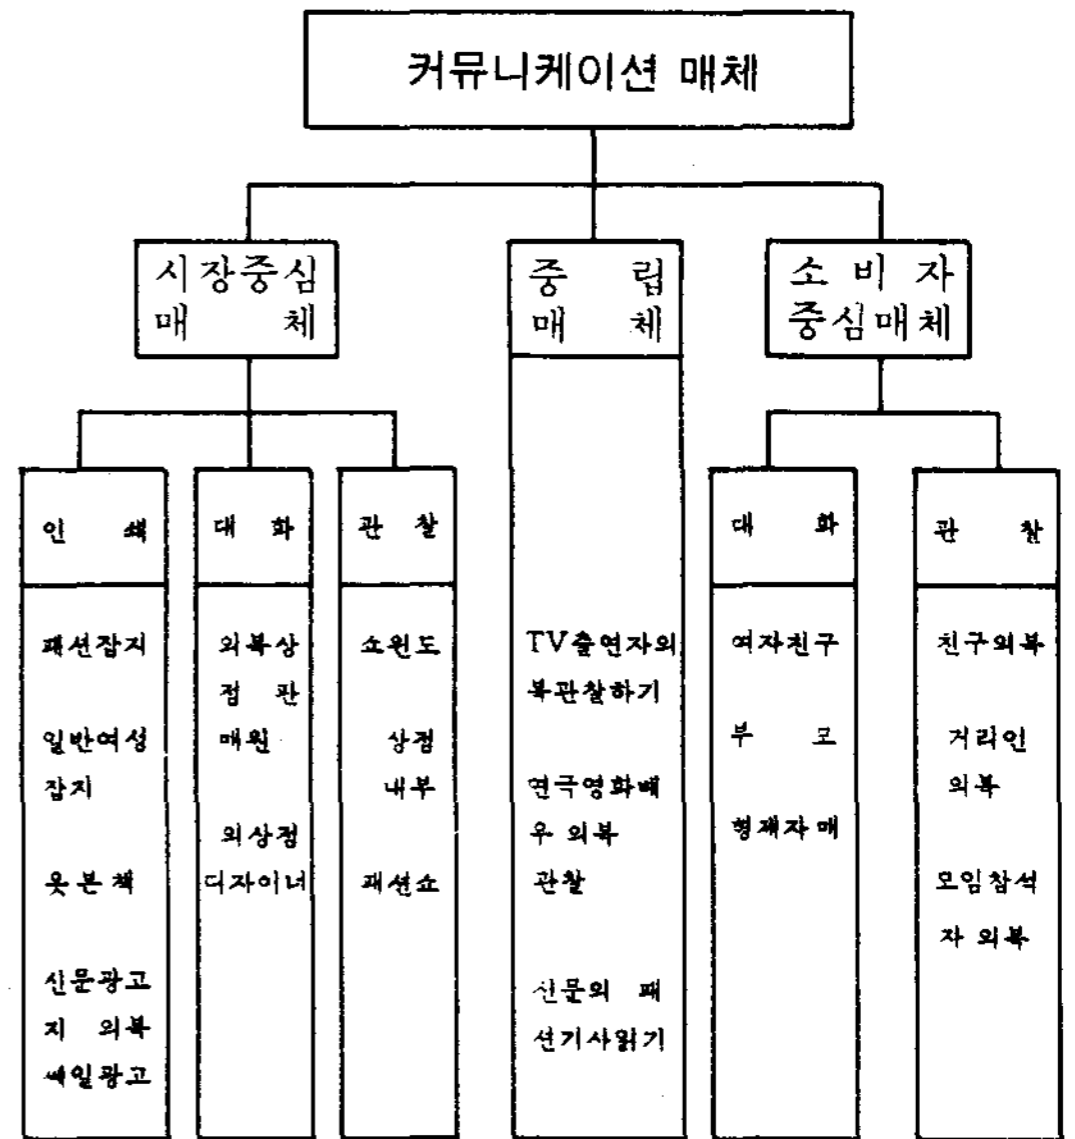 커뮤니케이션 매체
시장중심
매 체
중 립
매 체
소 비 자
중심매체
인 쇄
대 화
관 찰
대 화
관 찰
패션잡지
일반여성
잡지
옷본책
신문광고
지 의복
쎄일광고
의복상
점 판
매원
의상점
디자이너
쇼윈도
상점
내부
패션쇼
TV출연자의
복관찰하기
연극영화배
우 의복
관찰
신문의 패
션기사읽기
여자친구
부 모
형제자매
친구의복
거리인
의복
모임참석
자 의복